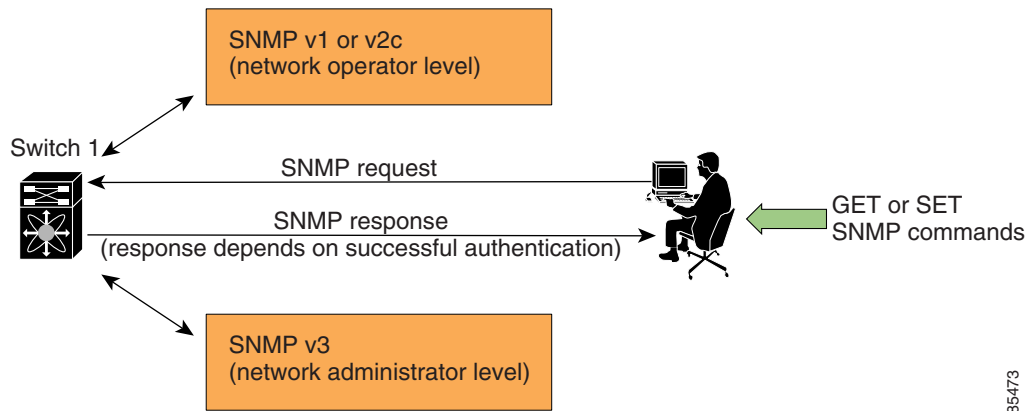 SNMP v1 or v2c
(network operator level)
Switch 1
SNMP request
SNMP response
(response depends on successful authentication)
GET or SET
SNMP commands
SNMP v3
(network administrator level)
85473